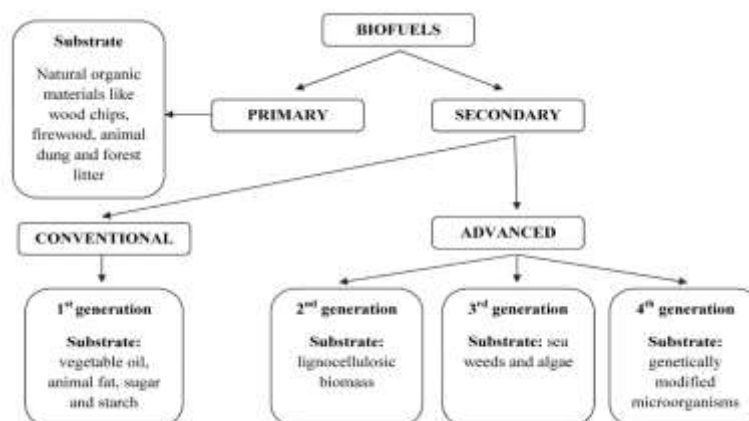 BIOFUELS
Substrate
Natural organic
materials like
wood chips,
firewood, animal
dung and forest
litter
PRIMARY
SECONDARY
CONVENTIONAL
ADVANCED
1st generation
Substrate:
vegetable oil,
animal fat, sugar
and starch
2nd generation
Substrate:
lignocellulosic
biomass
3rd generation
Substrate: sea
weeds and algae
4th generation
Substrate:
genetically
modified
microorganisms